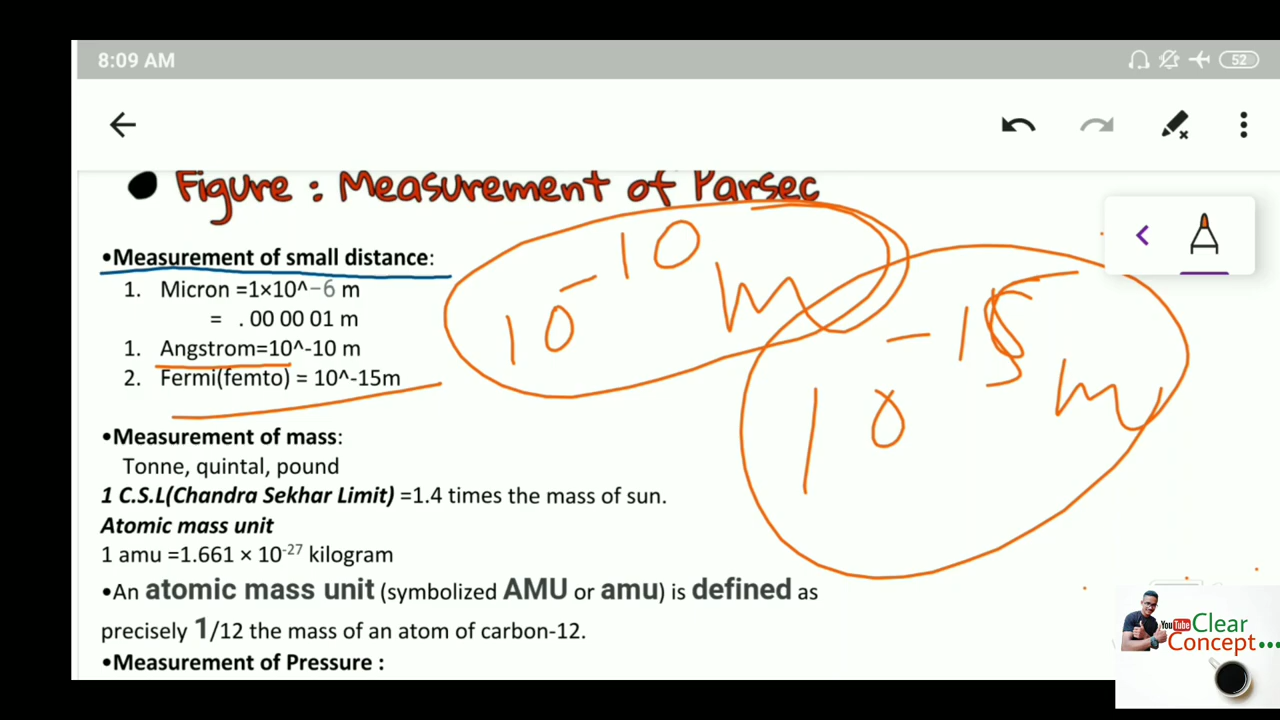 8:09 AM
52
Figure : Measurement of Parsec
•Measurement of small distance:
1. Micron =1×10^−6 m
= . 00 00 01 m
1. Angstrom=10^-10 m
2. Fermi(femto) = 10^-15m
10⁻¹⁰ m
10⁻¹⁵ m
•Measurement of mass:
Tonne, quintal, pound
1 C.S.L(Chandra Sekhar Limit) =1.4 times the mass of sun.
Atomic mass unit
1 amu =1.661 × 10⁻²⁷ kilogram
•An atomic mass unit (symbolized AMU or amu) is defined as
precisely 1/12 the mass of an atom of carbon-12.
•Measurement of Pressure :
YouTube Clear
Concept...